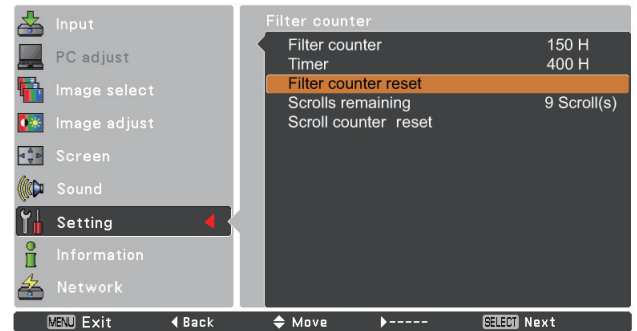 Input
PC adjust
Image select
Image adjust
Screen
Sound
Setting
Information
Network
Filter counter
Filter counter 150 H
Timer 400 H
Filter counter reset
Scrolls remaining 9 Scroll(s)
Scroll counter reset
MENU Exit Back Move ----- SELECT Next